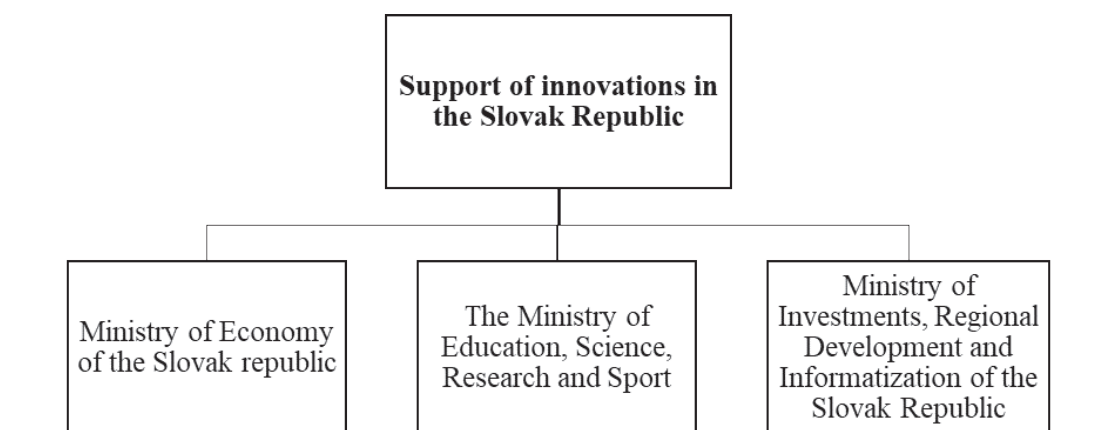 Support of innovations in
the Slovak Republic
Ministry of Economy
of the Slovak republic
The Ministry of
Education, Science,
Research and Sport
Ministry of
Investments, Regional
Development and
Informatization of the
Slovak Republic